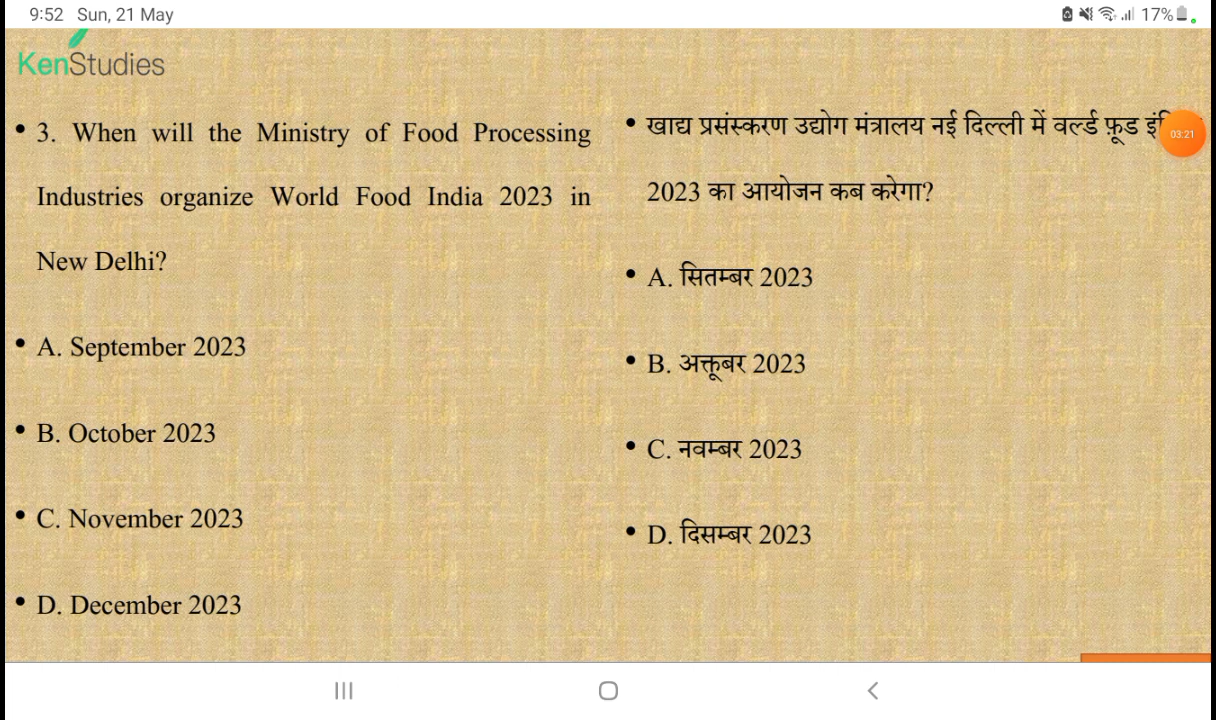 9:52 Sun, 21 May
17%
KenStudies
• 3. When will the Ministry of Food Processing
Industries organize World Food India 2023 in
New Delhi?
• A. September 2023
• B. October 2023
• C. November 2023
• D. December 2023
• खाद्य प्रसंस्करण उद्योग मंत्रालय नई दिल्ली में वर्ल्ड फ़ूड
03:21
2023 का आयोजन कब करेगा?
• A. सितम्बर 2023
• B. अक्तूबर 2023
• C. नवम्बर 2023
• D. दिसम्बर 2023